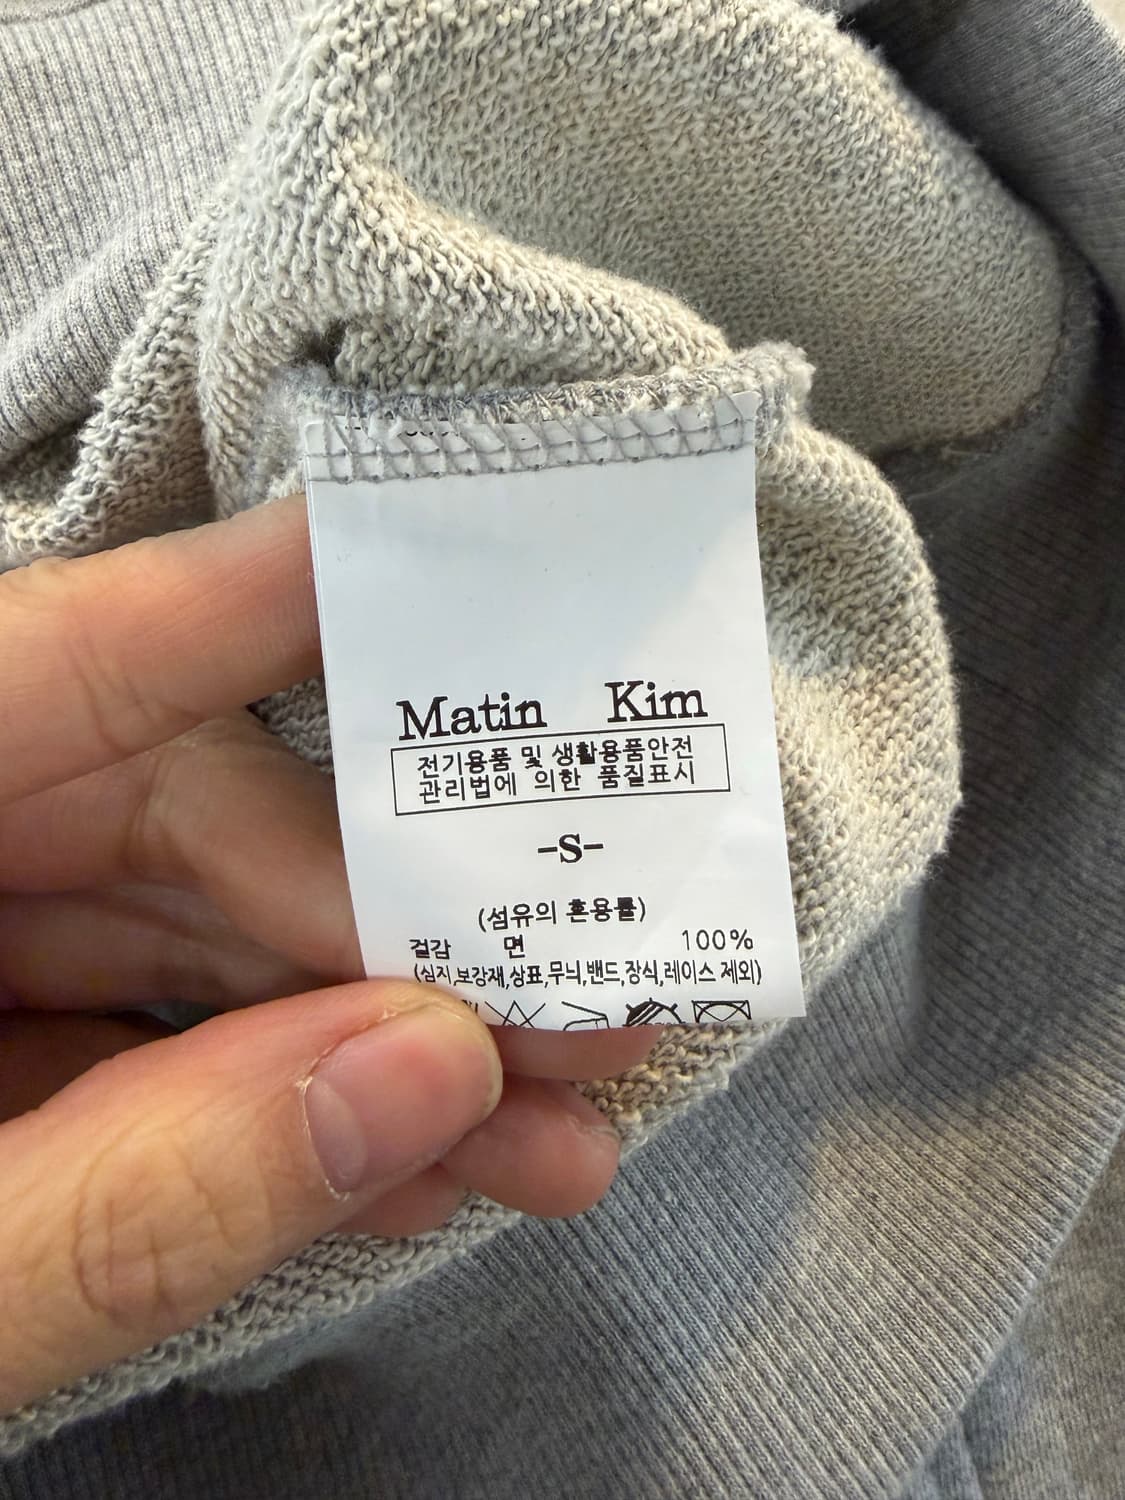 Matin Kim
전기용품 및 생활용품안전
관리법에 의한 품질표시
-S-
(섬유의 혼용률)
겉감 면 100%
(심지,보강재,상표,무늬,밴드,장식,레이스 제외)